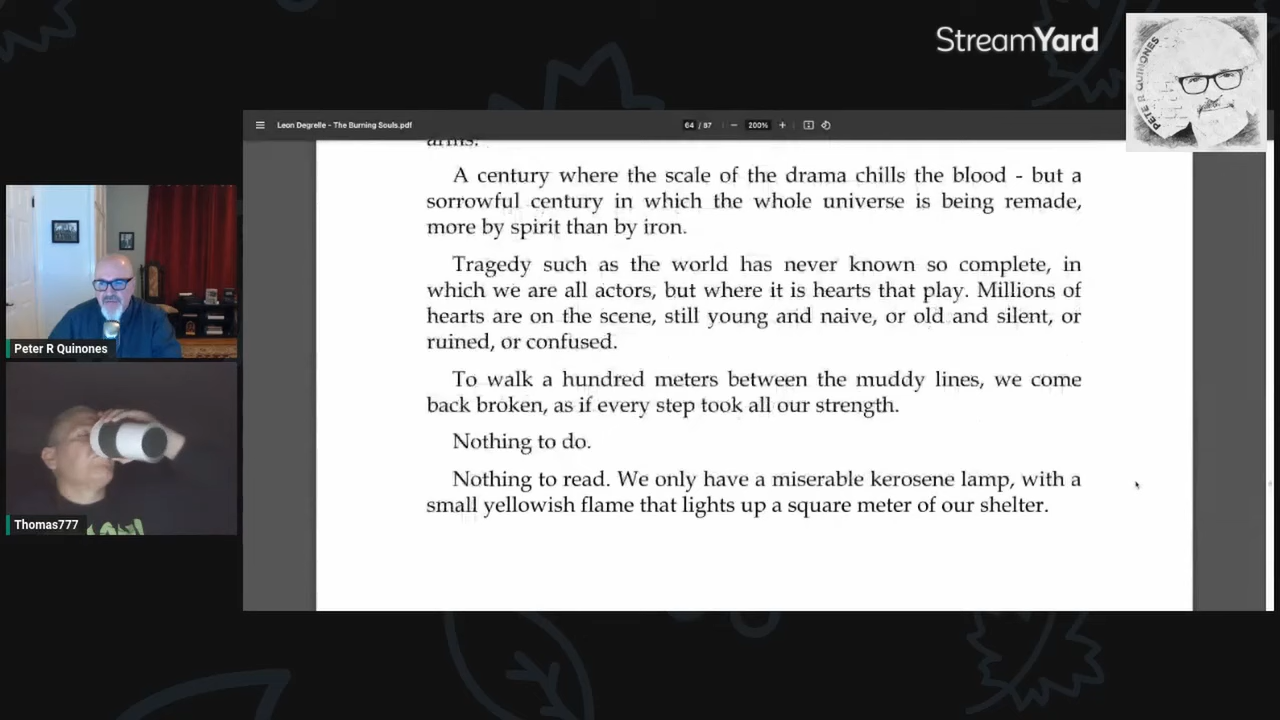 StreamYard
PETER R QUINONES
Lean Degrelle - The Burning Souls.pdf
64 / 87
200%
arms.
A century where the scale of the drama chills the blood - but a
sorrowful century in which the whole universe is being remade,
more by spirit than by iron.
Tragedy such as the world has never known so complete, in
which we are all actors, but where it is hearts that play. Millions of
hearts are on the scene, still young and naive, or old and silent, or
ruined, or confused.
To walk a hundred meters between the muddy lines, we come
back broken, as if every step took all our strength.
Nothing to do.
Nothing to read. We only have a miserable kerosene lamp, with a
small yellowish flame that lights up a square meter of our shelter.
Peter R Quinones
Thomas777